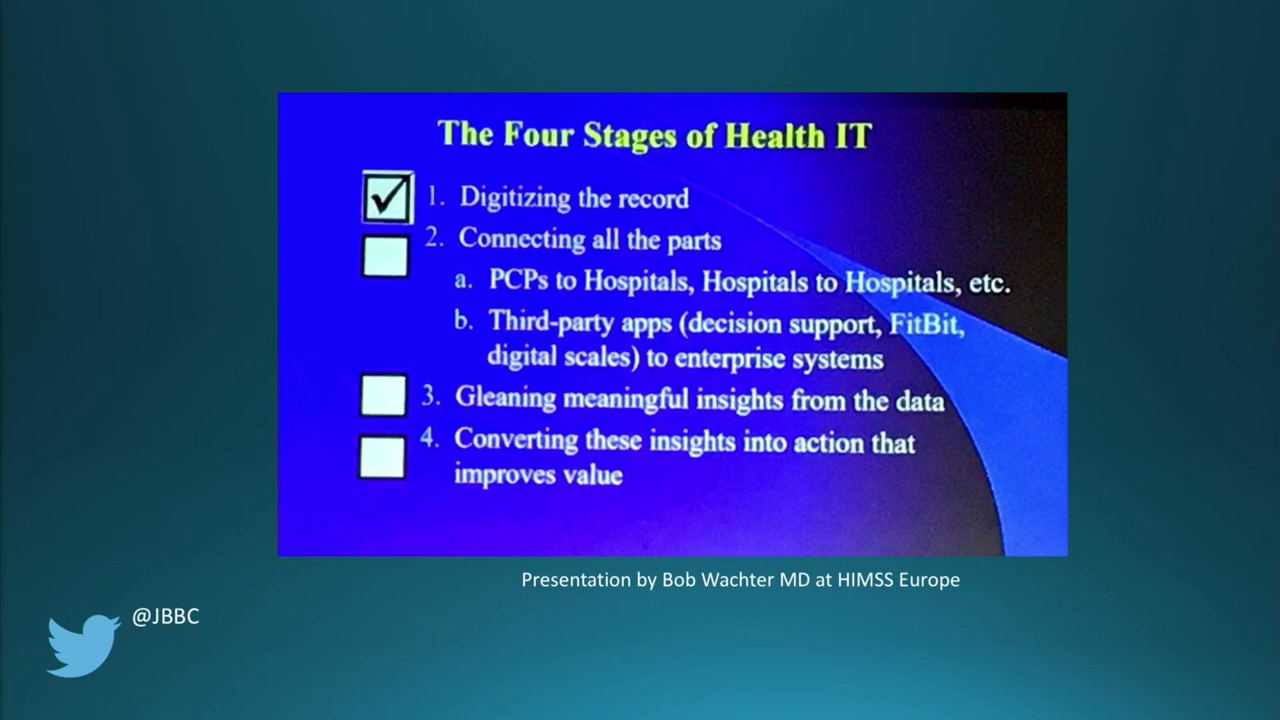 The Four Stages of Health IT
1. Digitizing the record
2. Connecting all the parts
a. PCPs to Hospitals, Hospitals to Hospitals, etc.
b. Third-party apps (decision support, FitBit,
digital scales) to enterprise systems
3. Gleaning meaningful insights from the data
4. Converting these insights into action that
improves value
Presentation by Bob Wachter MD at HIMSS Europe
@JBBC